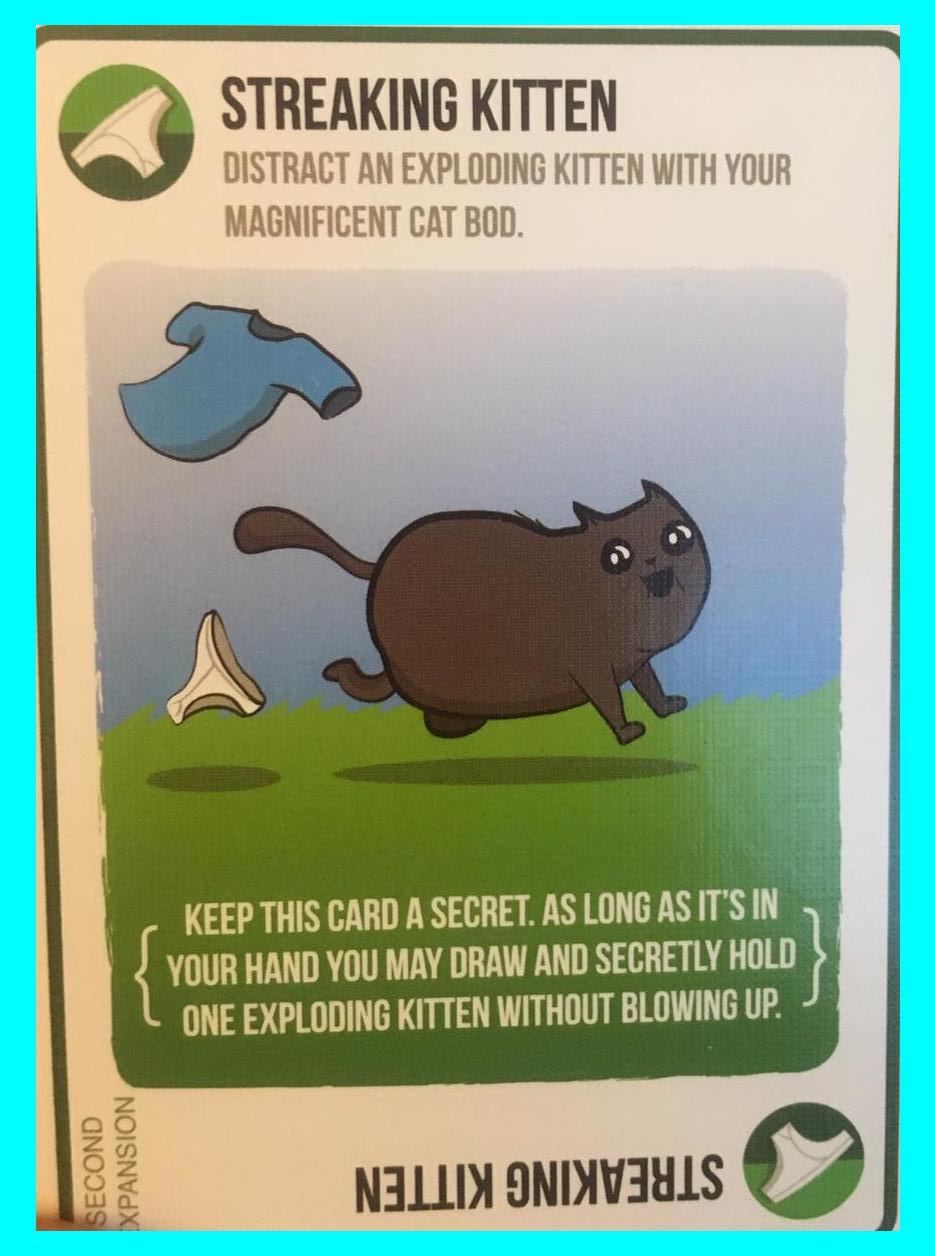 STREAKING KITTEN
DISTRACT AN EXPLODING KITTEN WITH YOUR
MAGNIFICENT CAT BOD.
KEEP THIS CARD A SECRET. AS LONG AS IT'S IN
YOUR HAND YOU MAY DRAW AND SECRETLY HOLD
ONE EXPLODING KITTEN WITHOUT BLOWING UP.
SECOND
XPANSION
STREAKING KITTEN